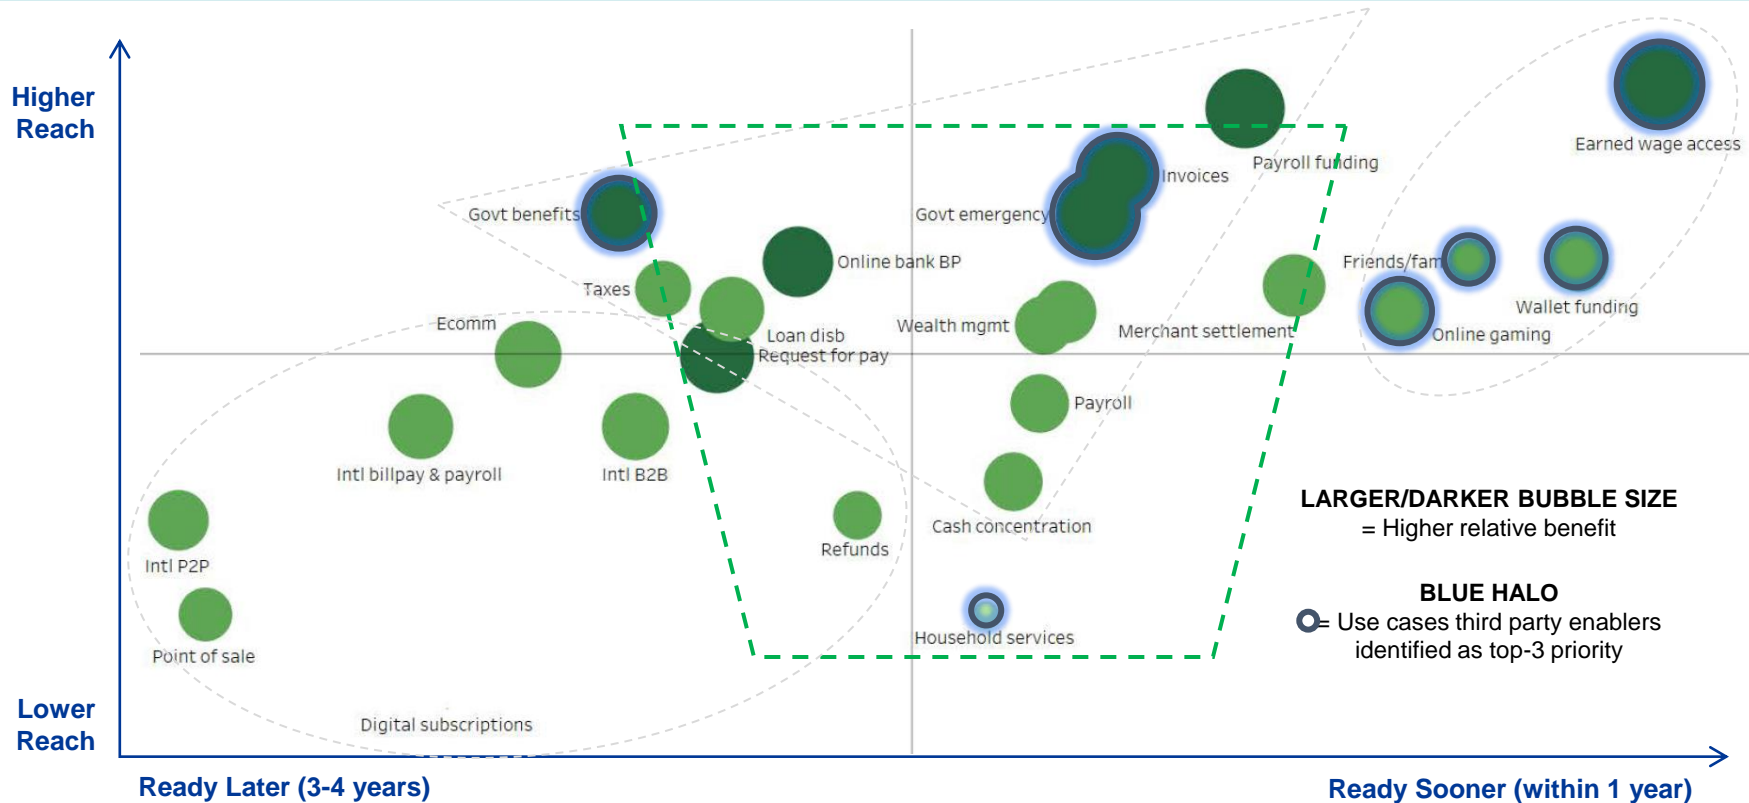 Higher
Reach
Earned wage access
Payroll funding
Invoices
Govt benefits
Govt emergency
Online bank BP
Friends/fam
Taxes
Wallet funding
Ecomm
Wealth mgmt
Merchant settlement
Online gaming
Loan disb
Request for pay
Payroll
Intl billpay & payroll
Intl B2B
LARGER/DARKER BUBBLE SIZE
= Higher relative benefit
Cash concentration
Refunds
Intl P2P
BLUE HALO
= Use cases third party enablers
identified as top-3 priority
Household services
Point of sale
Digital subscriptions
Lower
Reach
Ready Later (3-4 years)
Ready Sooner (within 1 year)